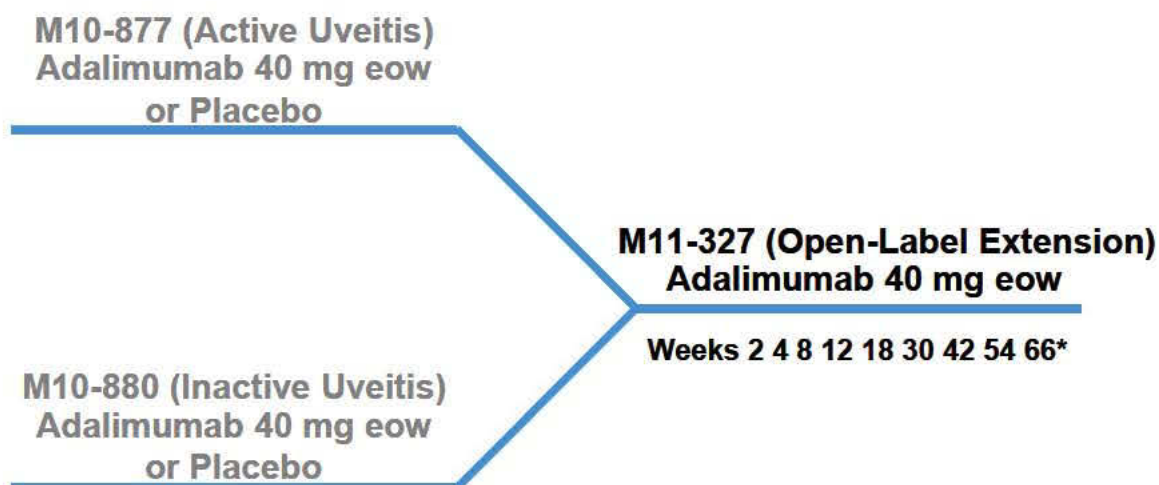 M10-877 (Active Uveitis)
Adalimumab 40 mg eow
or Placebo
M11-327 (Open-Label Extension)
Adalimumab 40 mg eow
Weeks 2 4 8 12 18 30 42 54 66*
M10-880 (Inactive Uveitis)
Adalimumab 40 mg eow
or Placebo